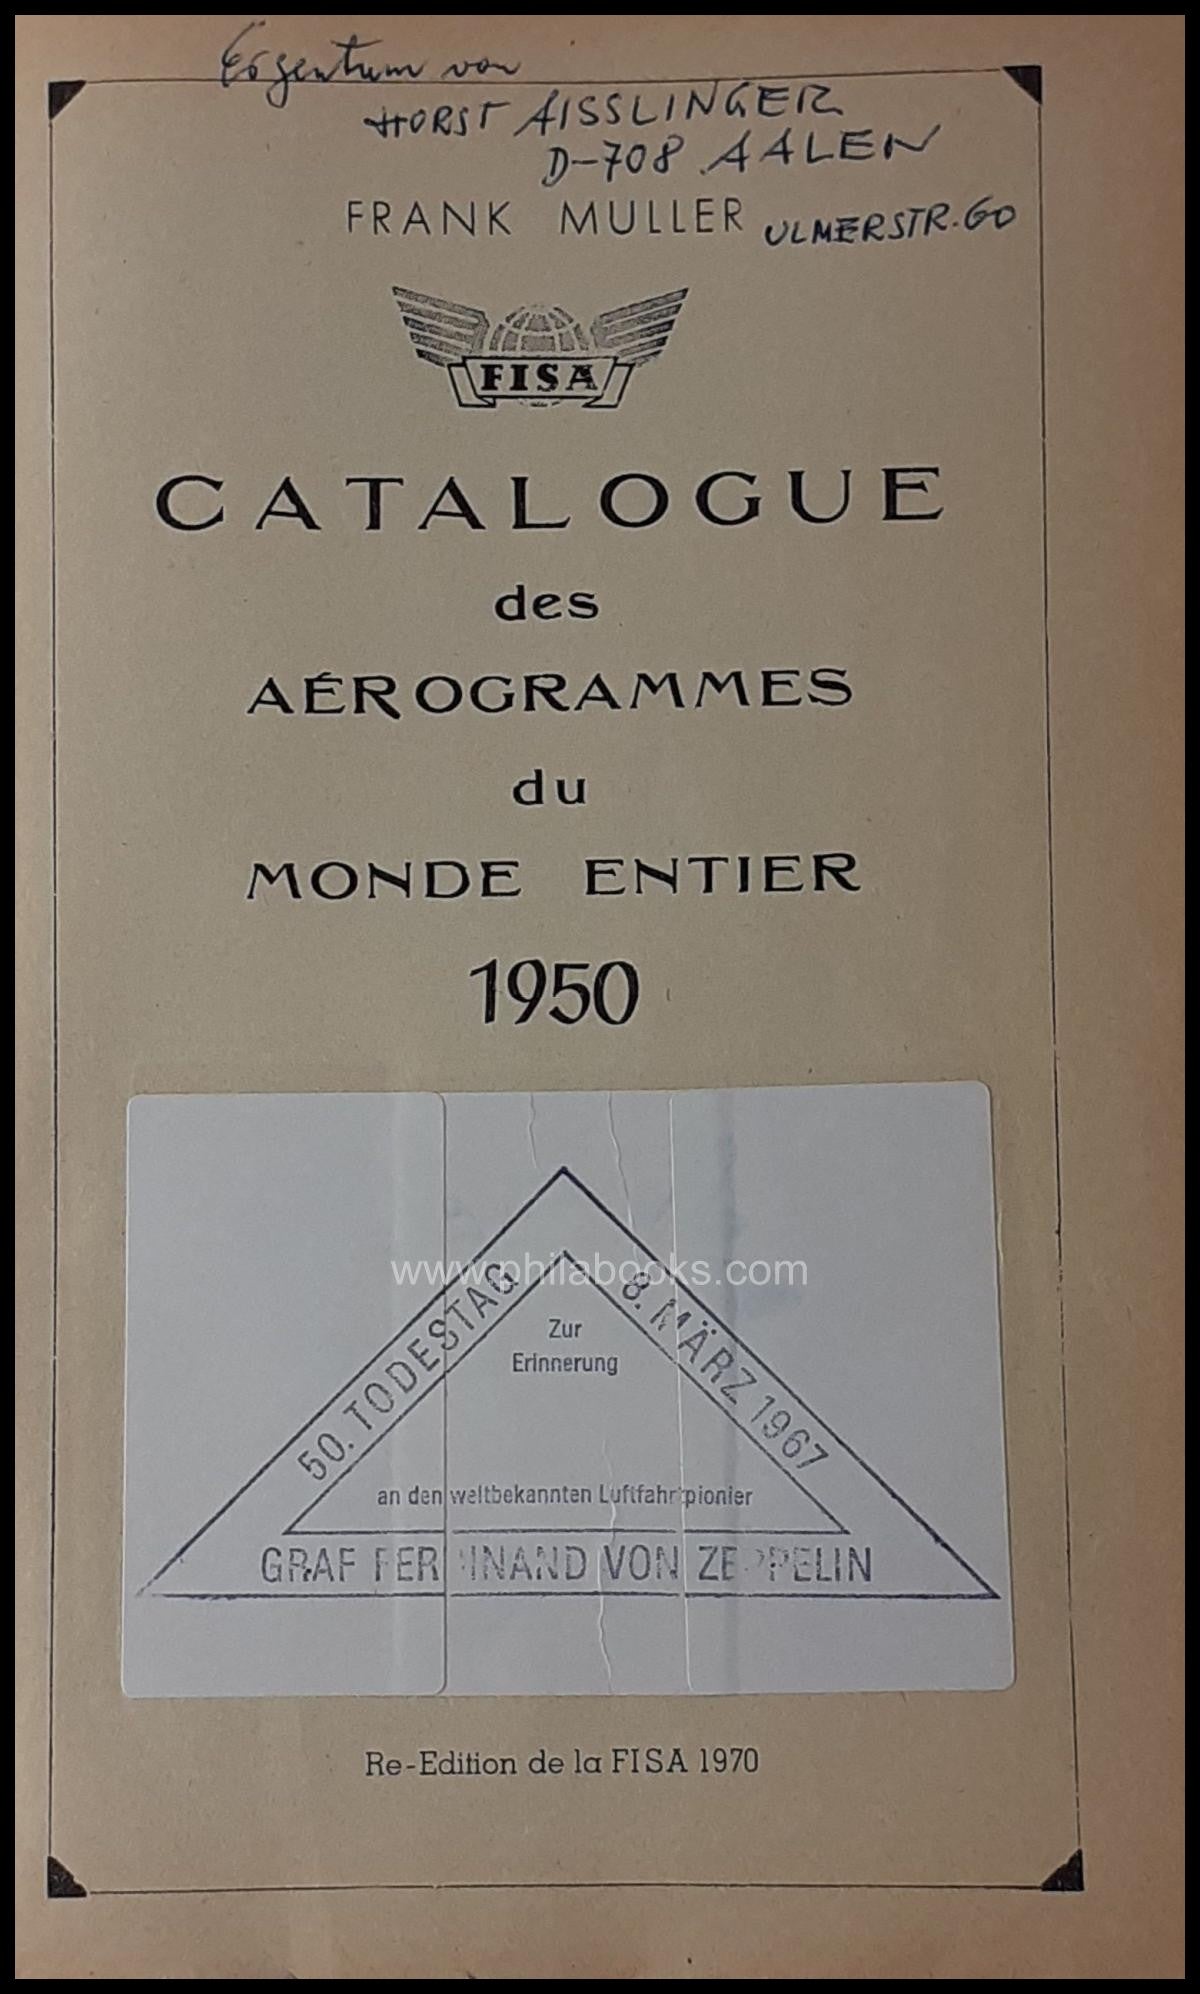 Eigentum von
HORST AISSLINGER
D-708 AALEN
FRANK MULLER ULMERSTR. 60
FISA
CATALOGUE
des
AÉROGRAMMES
du
MONDE ENTIER
1950
www.philabooks.com
50. TODESTAG 8. MÄRZ 1967
Zur
Erinnerung
an den weltbekannten Luftfahrtpionier
GRAF FERDINAND VON ZEPPELIN
Re-Edition de la FISA 1970